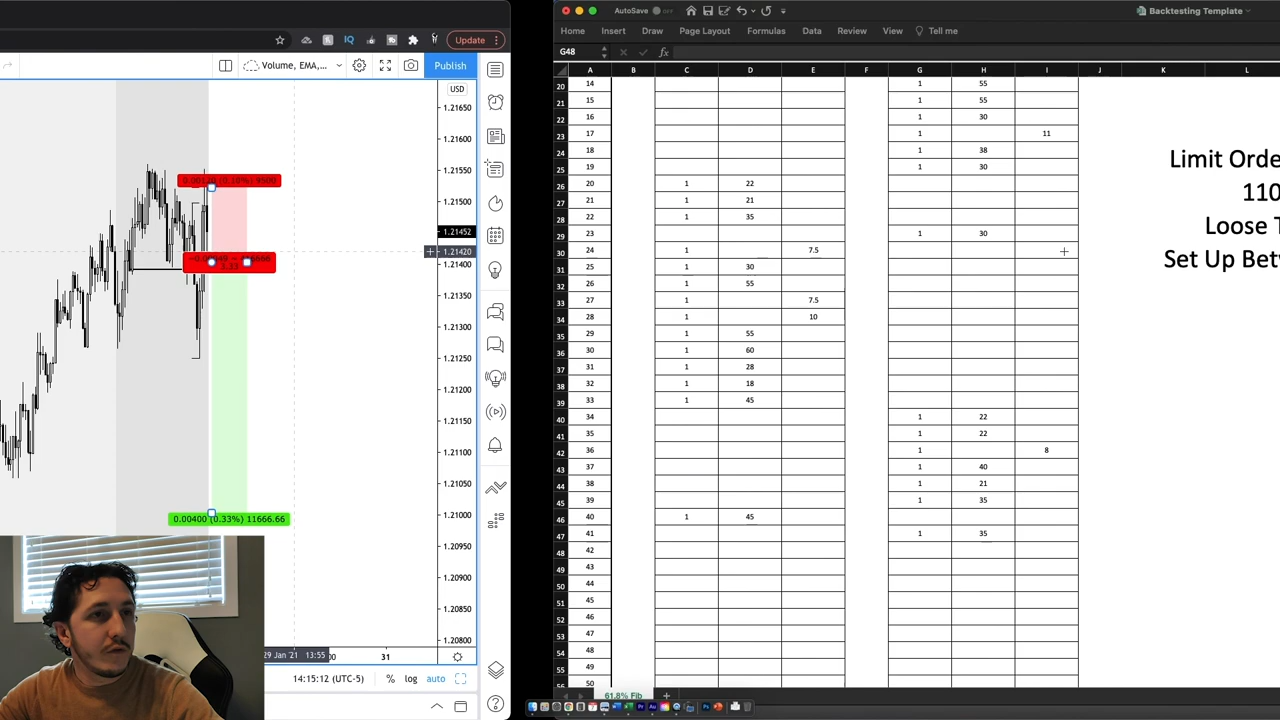 Update
Volume, EMA,...
Publish
USD
1.21650
1.21600
1.21550
1.21500
1.21452
1.21420
1.21400
1.21350
1.21300
1.21250
1.21200
1.21150
1.21100
1.21050
1.21000
1.20950
1.20900
1.20850
1.20800
(0.10%) 9500
0.00400 (0.33%) 11666.66
29 Jan '21 13:55
31
14:15:12 (UTC-5)
%
log
auto
AutoSave
Backtesting Template
Home Insert Draw Page Layout Formulas Data Review View Tell me
G48
fx
A B C D E F G H I J K L
20 14 1 55
21 15 1 55
22 16 1 30
23 17 1 11
24 18 1 38
25 19 1 30
26 20 1 22
27 21 1 21
28 22 1 35
29 23 1 30
30 24 1 7.5
31 25 1 30
32 26 1 55
33 27 1 7.5
34 28 1 10
35 29 1 55
36 30 1 60
37 31 1 28
38 32 1 18
39 33 1 45
40 34 1 22
41 35 1 22
42 36 1 8
43 37 1 40
44 38 1 21
45 39 1 35
46 40 1 45
47 41 1 35
48 42
49 43
50 44
51 45
52 46
53 47
54 48
55 49
50
Limit Orde
110
Loose T
Set Up Betw
61.8% Fib